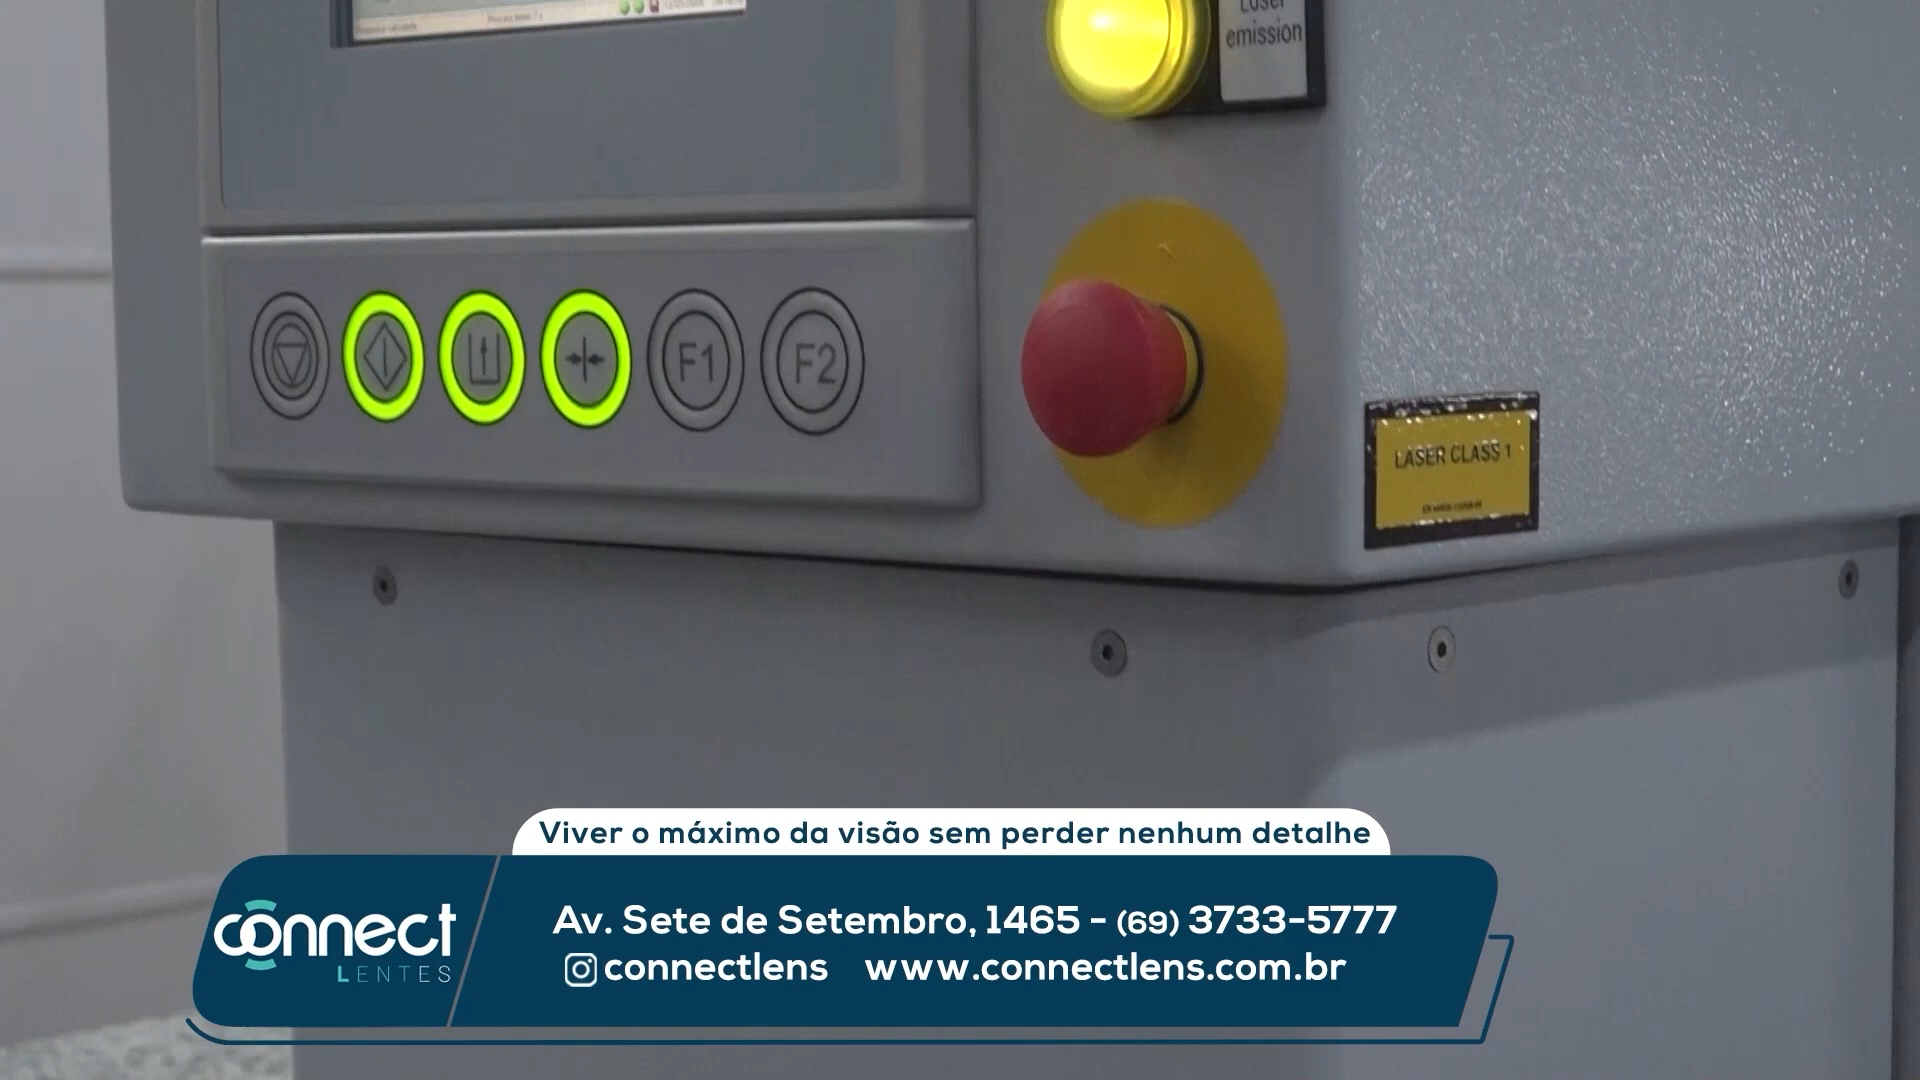 Laser
emission
F1
F2
LASER CLASS 1
Viver o máximo da visão sem perder nenhum detalhe
connect
LENTES
Av. Sete de Setembro, 1465 - (69) 3733-5777
connectlens www.connectlens.com.br